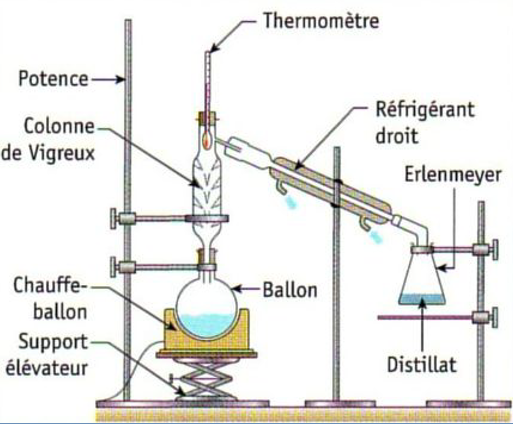 Thermomètre
Potence
Colonne
de Vigreux
Réfrigérant
droit
Erlenmeyer
Chauffe-
ballon
Ballon
Support
élévateur
Distillat